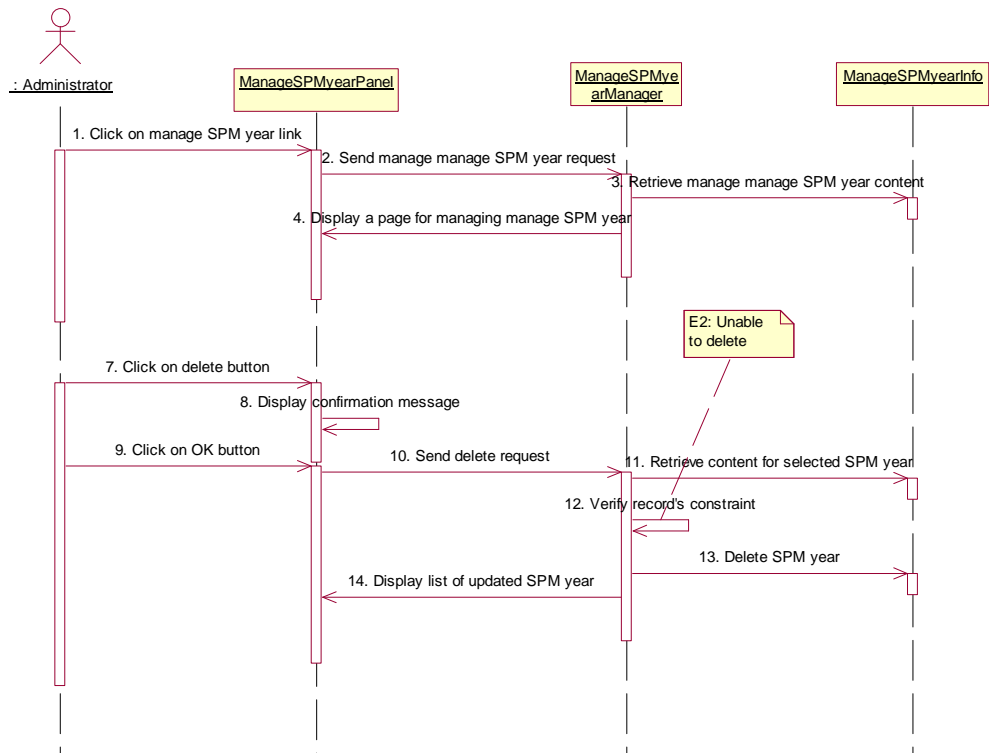 : Administrator
ManageSPMyearPanel
ManageSPMye
arManager
ManageSPMyearInfo
1. Click on manage SPM year link
2. Send manage manage SPM year request
3. Retrieve manage manage SPM year content
4. Display a page for managing manage SPM year
E2: Unable
to delete
7. Click on delete button
8. Display confirmation message
9. Click on OK button
10. Send delete request
11. Retrieve content for selected SPM year
12. Verify record's constraint
13. Delete SPM year
14. Display list of updated SPM year